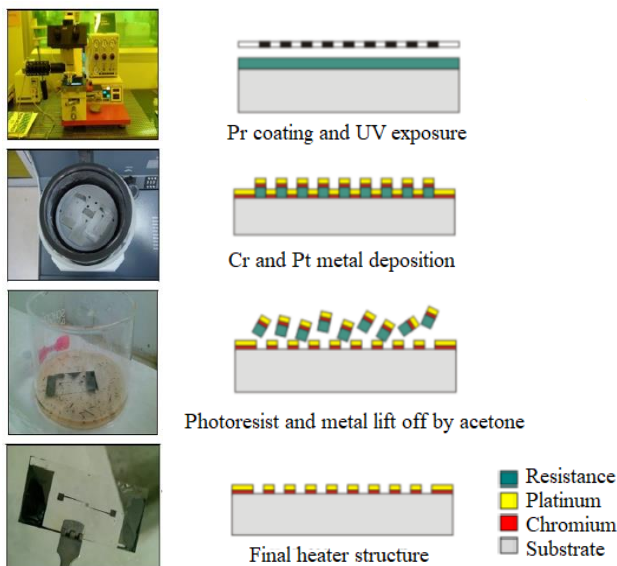 Pr coating and UV exposure
Cr and Pt metal deposition
Photoresist and metal lift off by acetone
Resistance
Platinum
Chromium
Substrate
Final heater structure